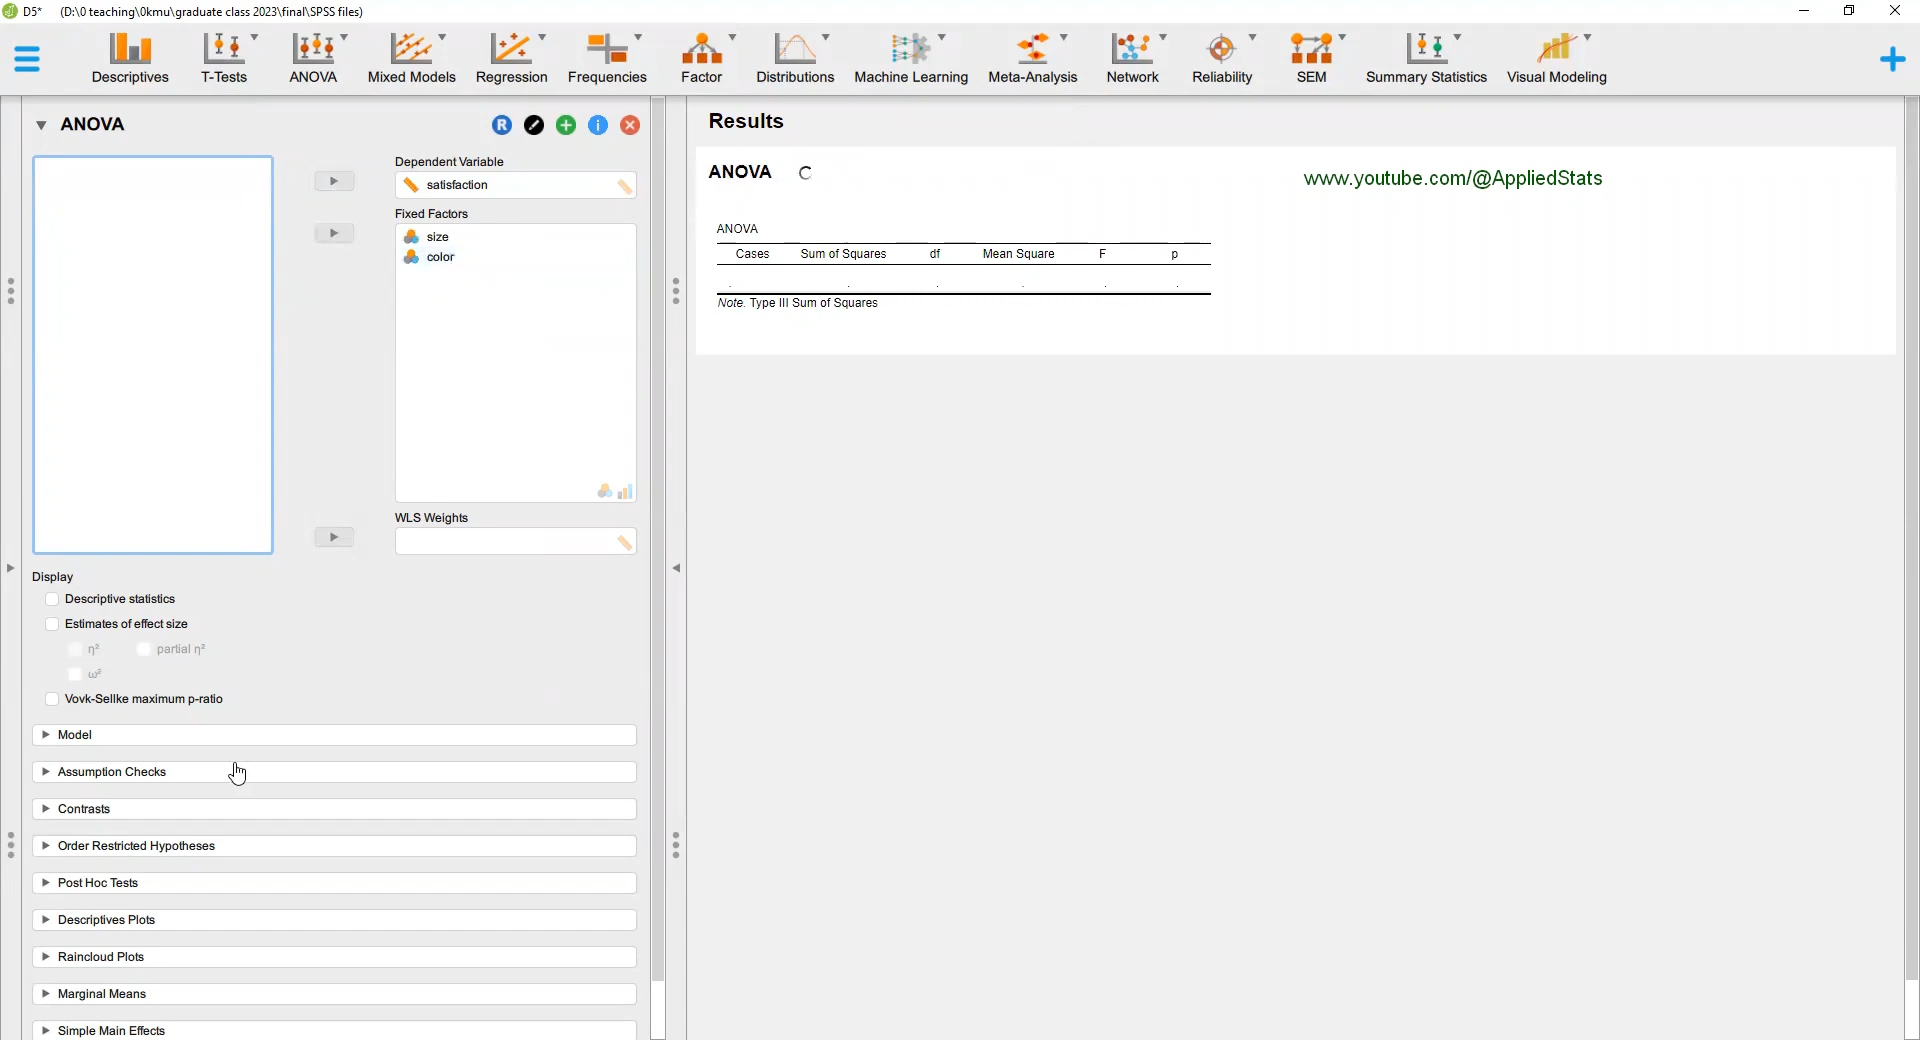 D5* (D:\0 teaching\0kmu\graduate class 2023\final\SPSS files)
Descriptives T-Tests ANOVA Mixed Models Regression Frequencies Factor Distributions Machine Learning Meta-Analysis Network Reliability SEM Summary Statistics Visual Modeling
ANOVA
R
i
Dependent Variable
satisfaction
Fixed Factors
size
color
WLS Weights
Display
Descriptive statistics
Estimates of effect size
η² partial η²
ω²
Vovk-Sellke maximum p-ratio
Model
Assumption Checks
Contrasts
Order Restricted Hypotheses
Post Hoc Tests
Descriptives Plots
Raincloud Plots
Marginal Means
Simple Main Effects
Results
ANOVA
www.youtube.com/@AppliedStats
ANOVA
Cases Sum of Squares df Mean Square F p
. . . . . .
Note. Type III Sum of Squares